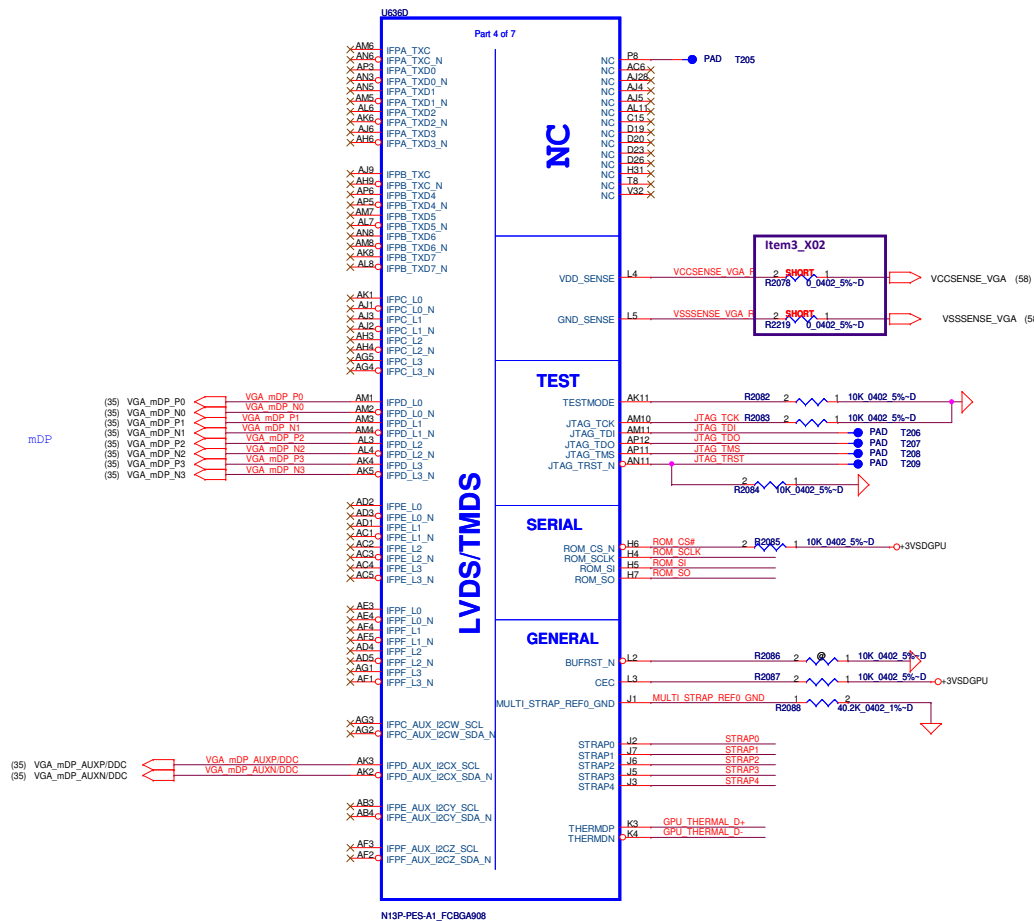 U636D
Part 4 of 7
AM6 IFPA_TXC
AN6 IFPA_TXC_N
AP3 IFPA_TXD0
AN3 IFPA_TXD0_N
AN5 IFPA_TXD1
AM5 IFPA_TXD1_N
AL6 IFPA_TXD2
AK6 IFPA_TXD2_N
AJ6 IFPA_TXD3
AH6 IFPA_TXD3_N
AJ9 IFPB_TXC
AH9 IFPB_TXC_N
AP6 IFPB_TXD4
AP5 IFPB_TXD4_N
AM7 IFPB_TXD5
AL7 IFPB_TXD5_N
AN8 IFPB_TXD6
AM8 IFPB_TXD6_N
AK8 IFPB_TXD7
AL8 IFPB_TXD7_N
AK1 IFPC_L0
AJ1 IFPC_L0_N
AJ3 IFPC_L1
AJ2 IFPC_L1_N
AH3 IFPC_L2
AH4 IFPC_L2_N
AG5 IFPC_L3
AG4 IFPC_L3_N
mDP
(35) VGA_mDP_P0 VGA_mDP_P0 AM1 IFPD_L0
(35) VGA_mDP_N0 VGA_mDP_N0 AM2 IFPD_L0_N
(35) VGA_mDP_P1 VGA_mDP_P1 AM3 IFPD_L1
(35) VGA_mDP_N1 VGA_mDP_N1 AM4 IFPD_L1_N
(35) VGA_mDP_P2 VGA_mDP_P2 AL3 IFPD_L2
(35) VGA_mDP_N2 VGA_mDP_N2 AL4 IFPD_L2_N
(35) VGA_mDP_P3 VGA_mDP_P3 AK4 IFPD_L3
(35) VGA_mDP_N3 VGA_mDP_N3 AK5 IFPD_L3_N
AD2 IFPE_L0
AD3 IFPE_L0_N
AD1 IFPE_L1
AC1 IFPE_L1_N
AC2 IFPE_L2
AC3 IFPE_L2_N
AC4 IFPE_L3
AC5 IFPE_L3_N
AE3 IFPF_L0
AE4 IFPF_L0_N
AF4 IFPF_L1
AF5 IFPF_L1_N
AD4 IFPF_L2
AD5 IFPF_L2_N
AG1 IFPF_L3
AF1 IFPF_L3_N
AG3 IFPC_AUX_I2CW_SCL
AG2 IFPC_AUX_I2CW_SDA_N
(35) VGA_mDP_AUXP/DDC VGA_mDP_AUXP/DDC AK3 IFPD_AUX_I2CX_SCL
(35) VGA_mDP_AUXN/DDC VGA_mDP_AUXN/DDC AK2 IFPD_AUX_I2CX_SDA_N
AB3 IFPE_AUX_I2CY_SCL
AB4 IFPE_AUX_I2CY_SDA_N
AF3 IFPF_AUX_I2CZ_SCL
AF2 IFPF_AUX_I2CZ_SDA_N
LVDS/TMDS
NC
NC P8 PAD T205
NC AC6
NC AJ28
NC AJ4
NC AJ5
NC AL11
NC C15
NC D19
NC D20
NC D23
NC D26
NC H31
NC T8
NC V32
Item3_X02
VDD_SENSE L4 VCCSENSE_VGA_R 2 SHORT 1 VCCSENSE_VGA (58)
R2078 0_0402_5%~D
GND_SENSE L5 VSSSENSE_VGA_R 2 SHORT 1 VSSSENSE_VGA (58
R2219 0_0402_5%~D
TEST
TESTMODE AK11 R2082 2 1 10K_0402_5%~D
JTAG_TCK AM10 JTAG_TCK R2083 2 1 10K_0402_5%~D
JTAG_TDI AM11 JTAG_TDI PAD T206
JTAG_TDO AP12 JTAG_TDO PAD T207
JTAG_TMS AP11 JTAG_TMS PAD T208
JTAG_TRST_N AN11 JTAG_TRST PAD T209
2 1
R2084 10K_0402_5%~D
SERIAL
ROM_CS_N H6 ROM_CS# 2 R2085 1 10K_0402_5%~D +3VSDGPU
ROM_SCLK H4 ROM_SCLK
ROM_SI H5 ROM_SI
ROM_SO H7 ROM_SO
GENERAL
BUFRST_N L2 R2086 2 @ 1 10K_0402_5%~D
CEC L3 R2087 2 1 10K_0402_5%~D +3VSDGPU
MULTI_STRAP_REF0_GND J1 MULTI_STRAP_REF0_GND 1 2
R2088 40.2K_0402_1%~D
STRAP0 J2 STRAP0
STRAP1 J7 STRAP1
STRAP2 J6 STRAP2
STRAP3 J5 STRAP3
STRAP4 J3 STRAP4
THERMDP K3 GPU_THERMAL_D+
THERMDN K4 GPU_THERMAL_D-
N13P-PES-A1_FCBGA908